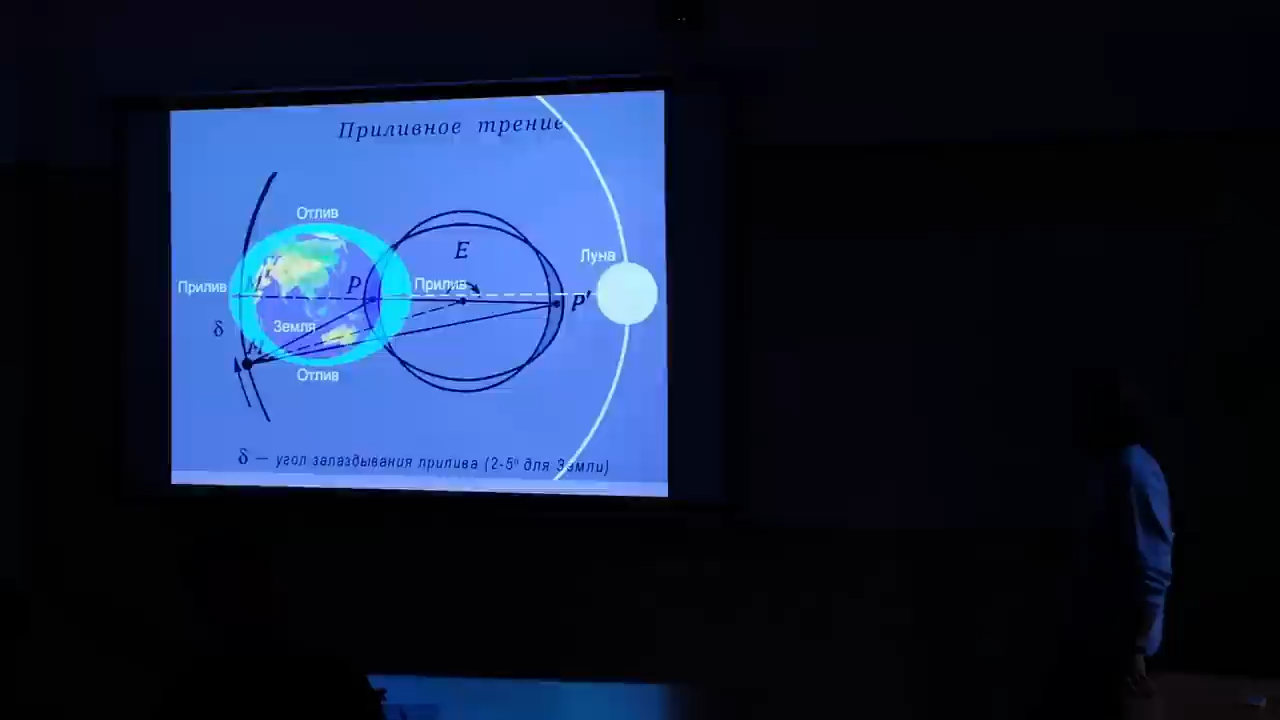 Приливное трение
Отлив
E
Луна
Прилив
M'
P
Прилив
P'
δ
Земля
M
Отлив
δ – угол запаздывания прилива (2-5° для Земли)